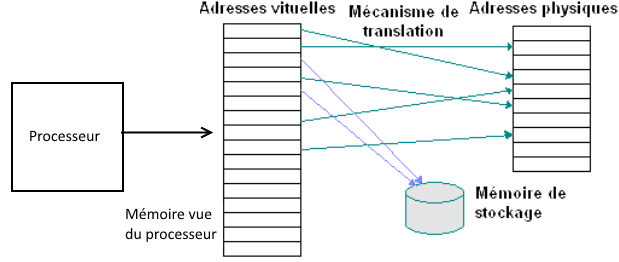 Adresses vituelles
Mécanisme de
translation
Adresses physiques
Processeur
Mémoire vue
du processeur
Mémoire de
stockage